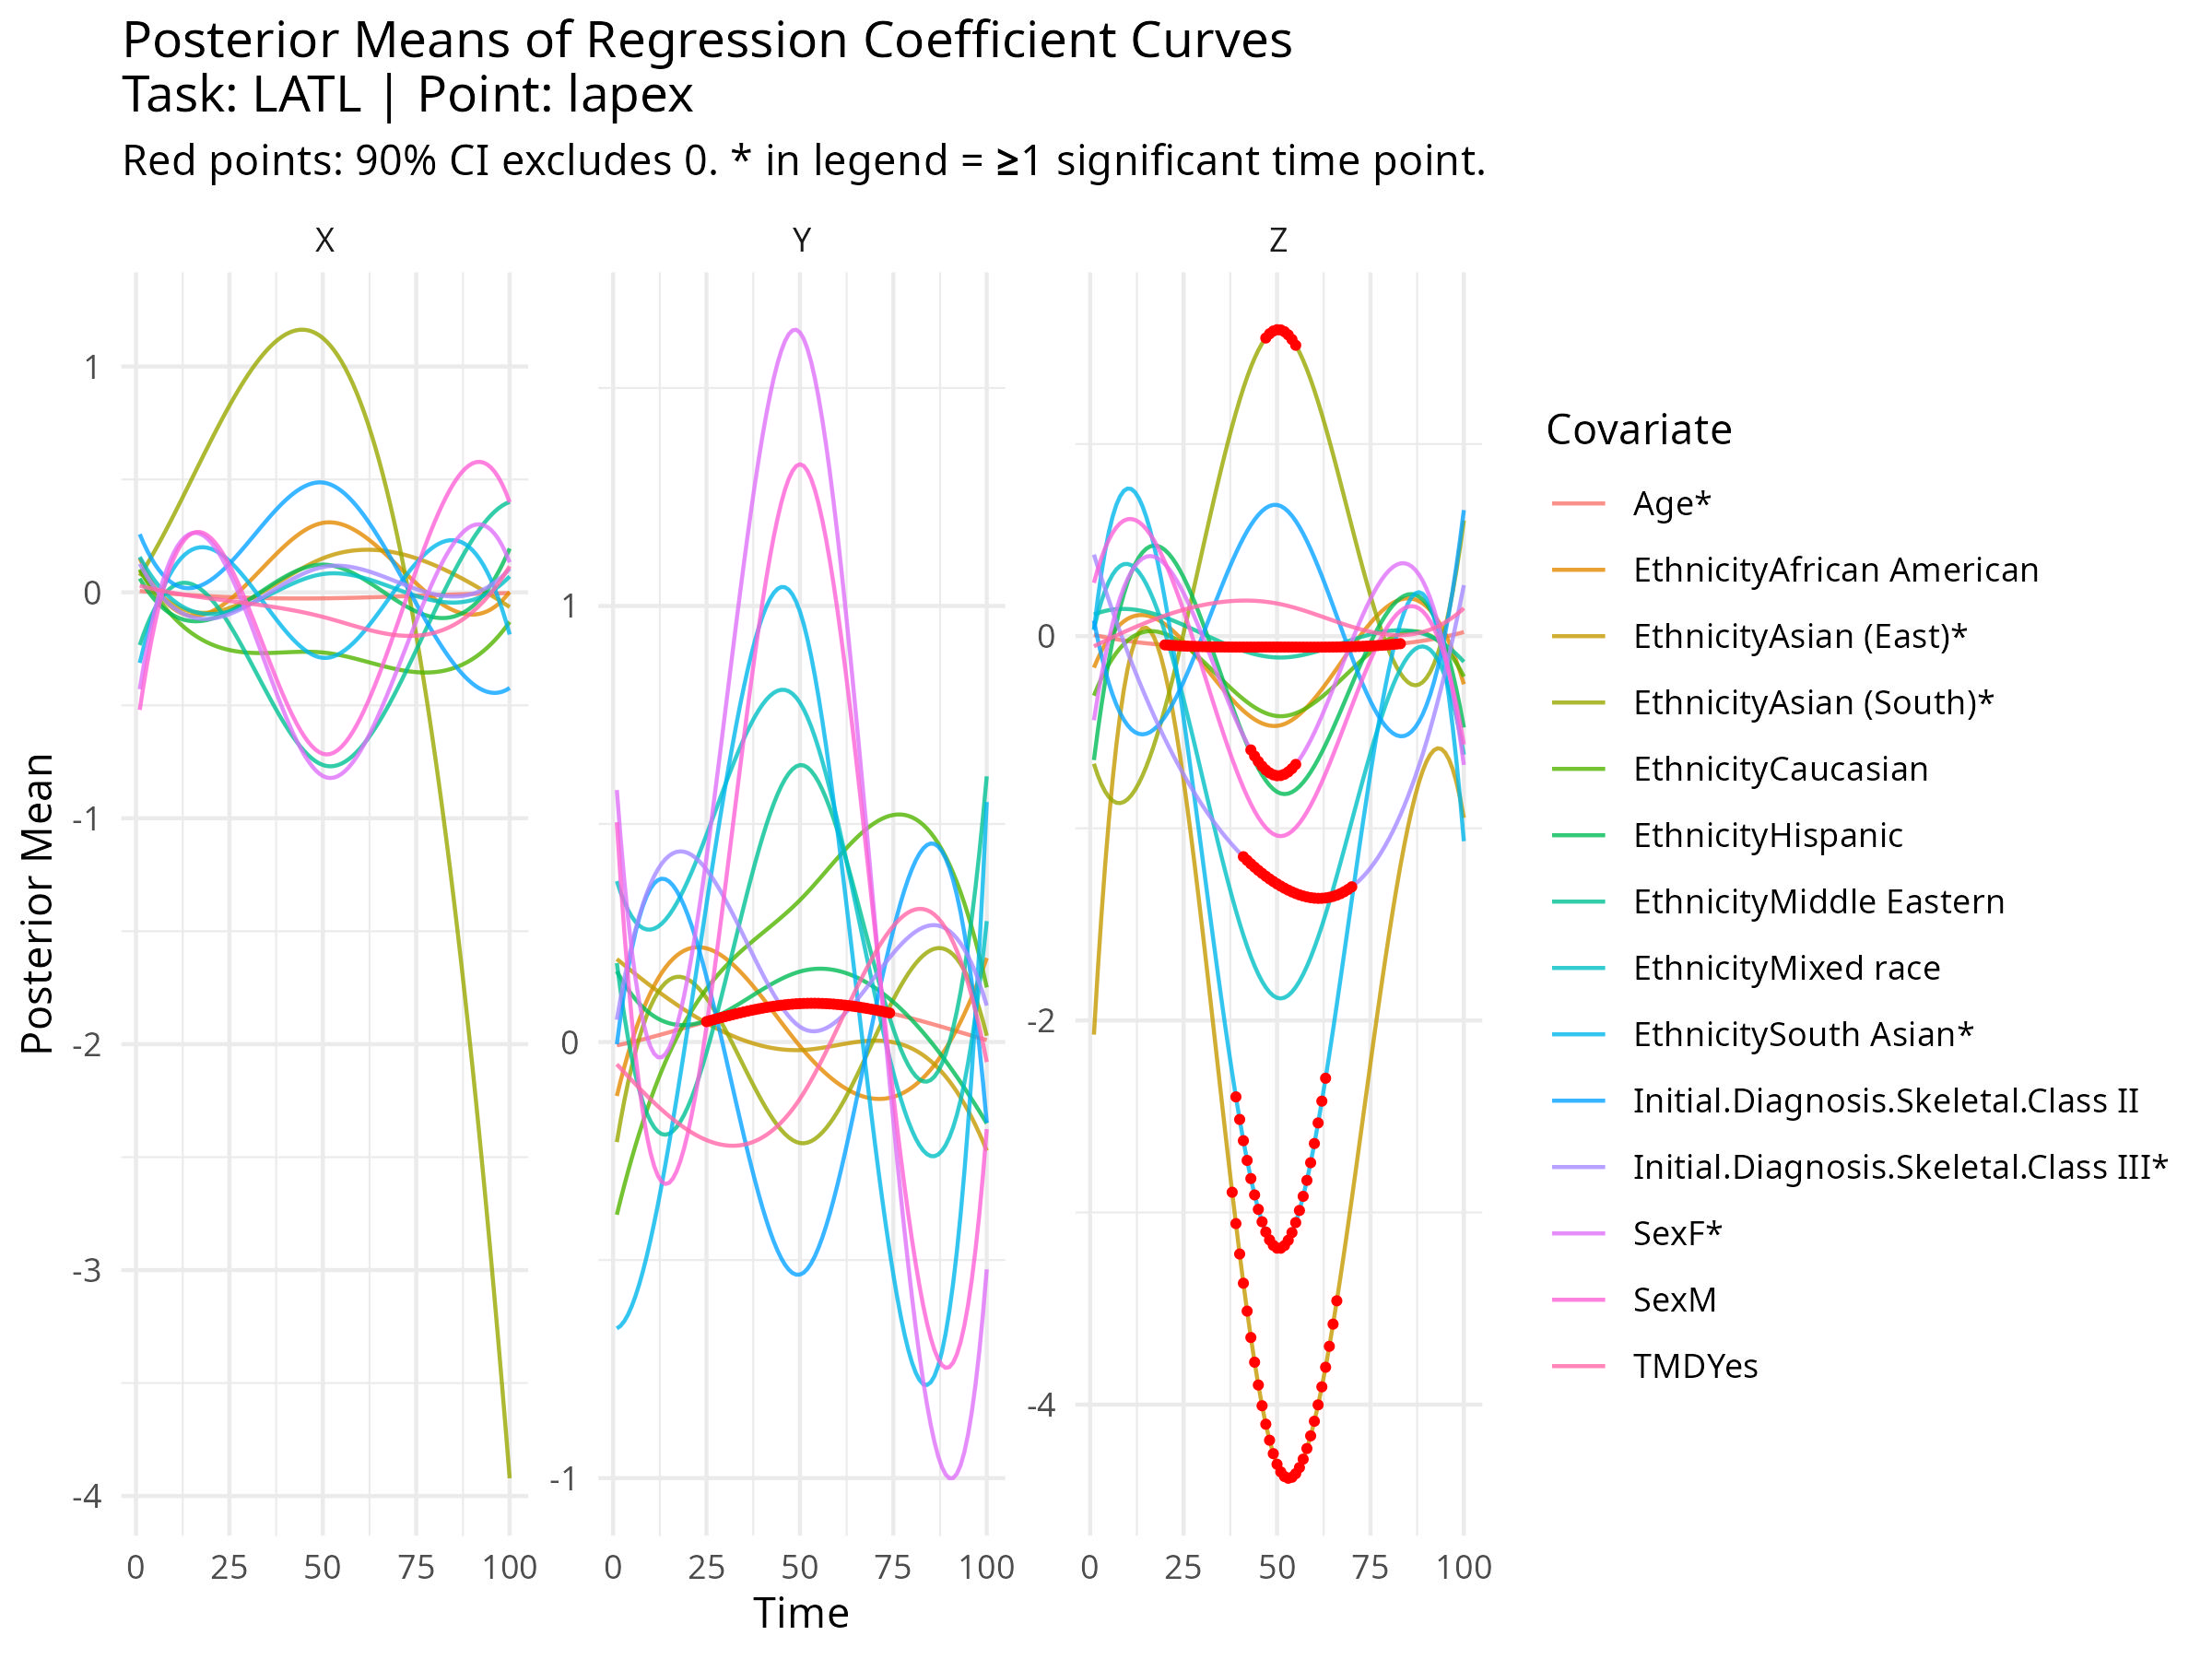 Posterior Means of Regression Coefficient Curves
Task: LATL | Point: lapex
Red points: 90% CI excludes 0. * in legend = ≥1 significant time point.
X
Y
Z
Posterior Mean
1
0
-1
-2
-3
-4
0
25
50
75
100
1
0
-1
0
25
50
75
100
0
-2
-4
0
25
50
75
100
Time
Covariate
Age*
EthnicityAfrican American
EthnicityAsian (East)*
EthnicityAsian (South)*
EthnicityCaucasian
EthnicityHispanic
EthnicityMiddle Eastern
EthnicityMixed race
EthnicitySouth Asian*
Initial.Diagnosis.Skeletal.Class II
Initial.Diagnosis.Skeletal.Class III*
SexF*
SexM
TMDYes